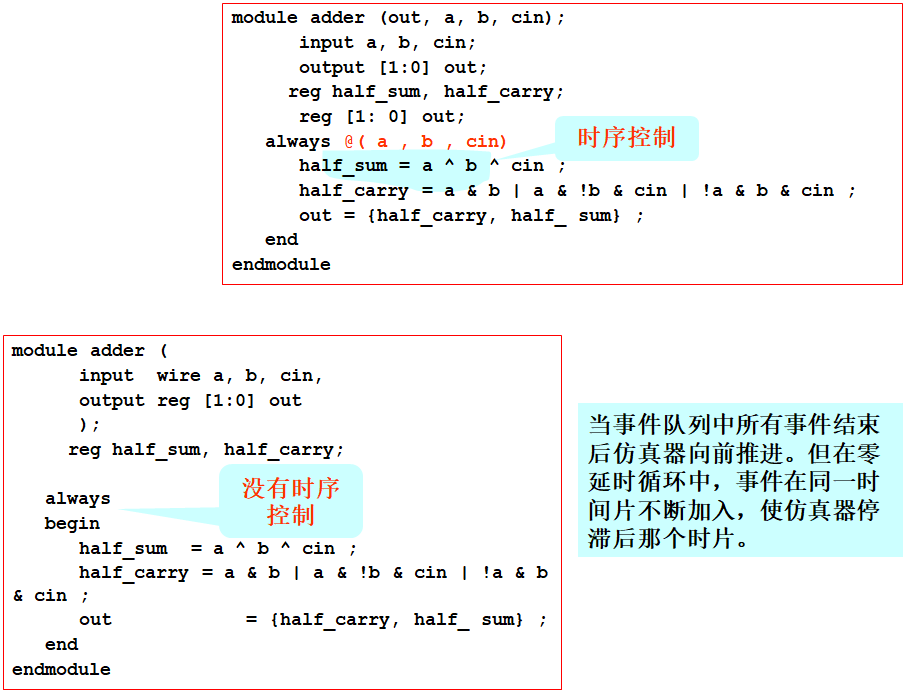 module adder (out, a, b, cin);
input a, b, cin;
output [1:0] out;
reg half_sum, half_carry;
reg [1: 0] out;
always @( a , b , cin)
时序控制
half_sum = a ^ b ^ cin ;
half_carry = a & b | a & !b & cin | !a & b & cin ;
out = {half_carry, half_ sum} ;
end
endmodule
module adder (
input wire a, b, cin,
output reg [1:0] out
);
reg half_sum, half_carry;
always
没有时序
控制
begin
half_sum = a ^ b ^ cin ;
half_carry = a & b | a & !b & cin | !a & b
& cin ;
out = {half_carry, half_ sum} ;
end
endmodule
当事件队列中所有事件结束
后仿真器向前推进。但在零
延时循环中，事件在同一时
间片不断加入，使仿真器停
滞后那个时片。